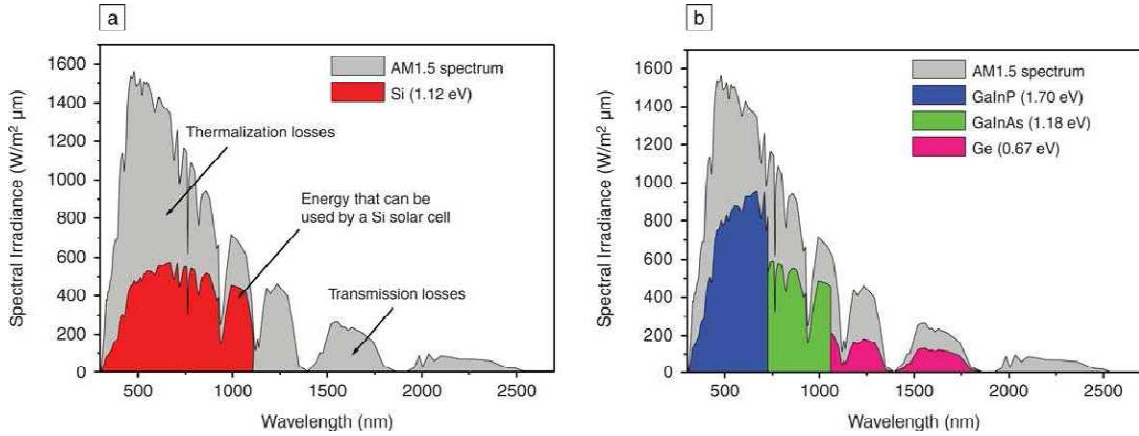 a
Spectral Irradiance (W/m² µm)
1600
1400
1200
1000
800
600
400
200
0
AM1.5 spectrum
Si (1.12 eV)
Thermalization losses
Energy that can be
used by a Si solar cell
Transmission losses
500 1000 1500 2000 2500
Wavelength (nm)
b
Spectral Irradiance (W/m² µm)
1600
1400
1200
1000
800
600
400
200
0
AM1.5 spectrum
GaInP (1.70 eV)
GaInAs (1.18 eV)
Ge (0.67 eV)
500 1000 1500 2000 2500
Wavelength (nm)